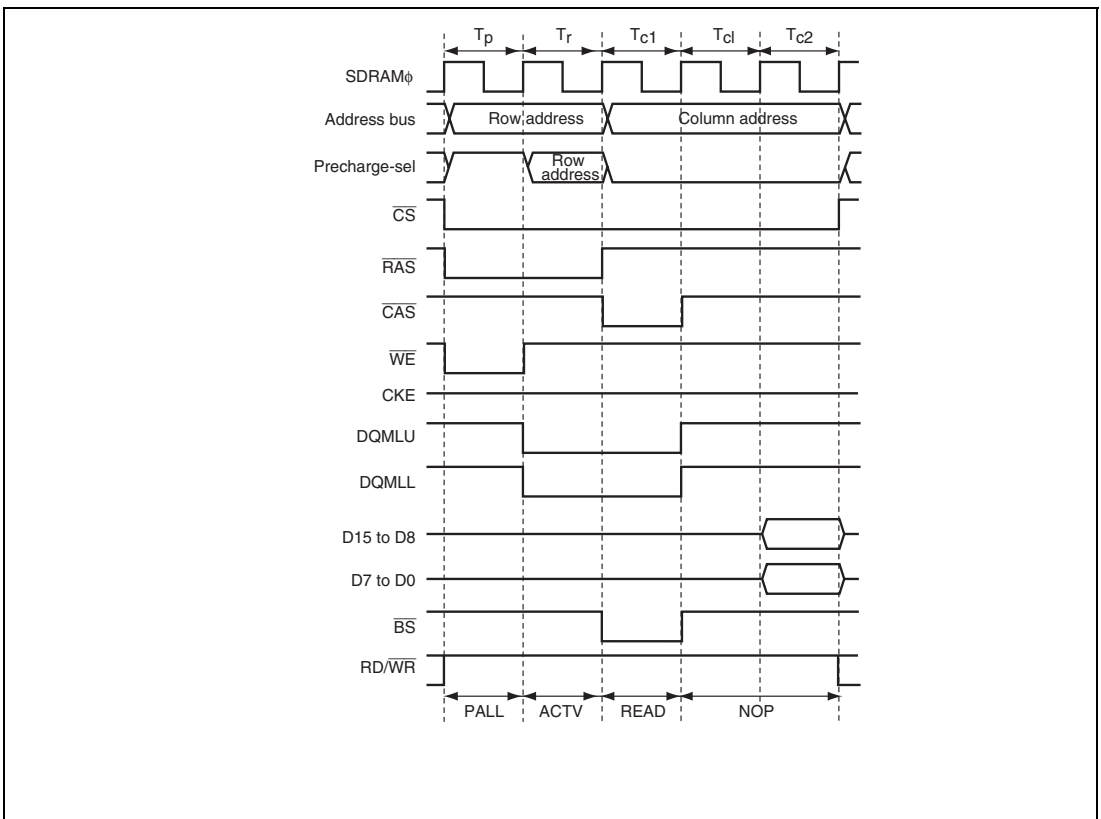 Tp Tr Tc1 Tcl Tc2
SDRAMϕ
Address bus Row address Column address
Precharge-sel Row address
CS
RAS
CAS
WE
CKE
DQMLU
DQMLL
D15 to D8
D7 to D0
BS
RD/WR
PALL ACTV READ NOP